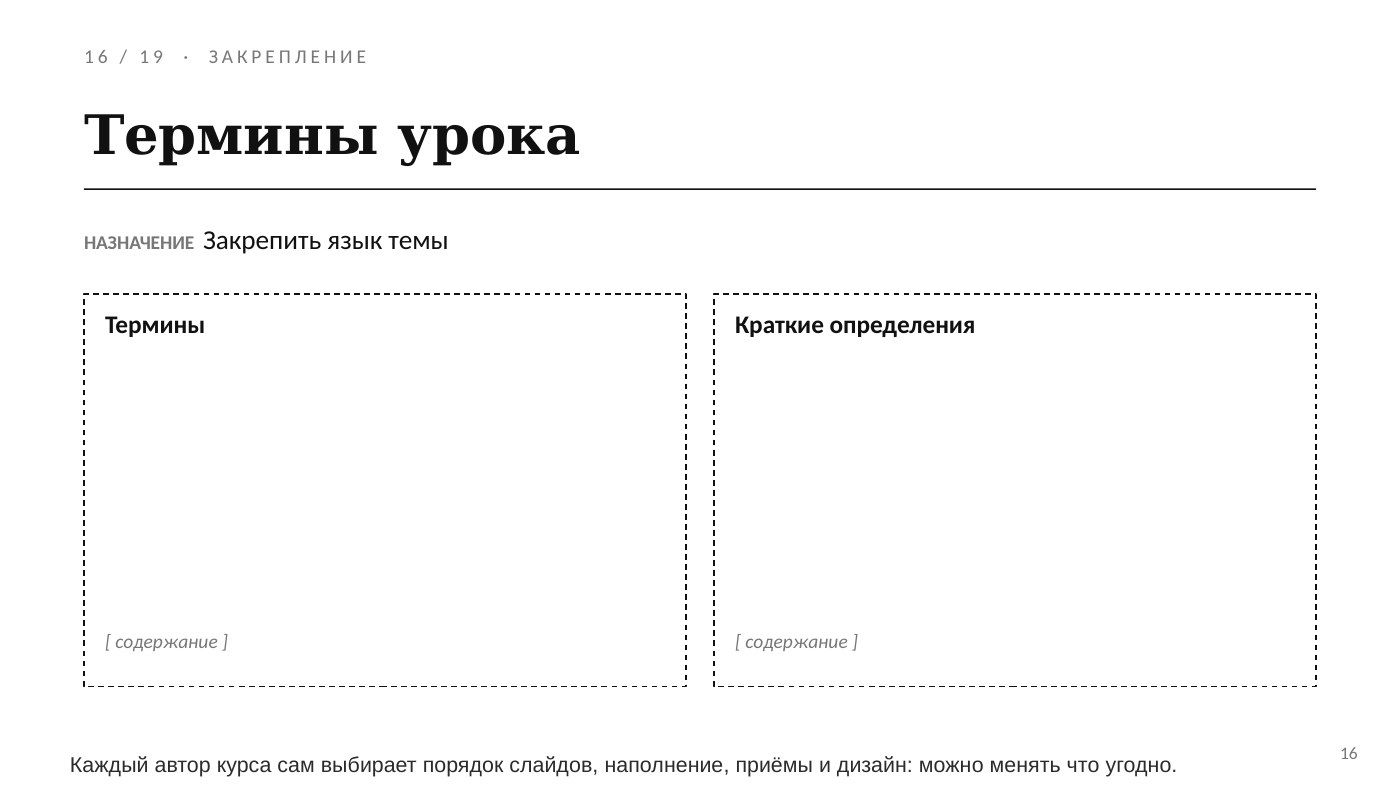 16 / 19 · ЗАКРЕПЛЕНИЕ
Термины урока
НАЗНАЧЕНИЕ Закрепить язык темы
Термины
[ содержание ]
Краткие определения
[ содержание ]
Каждый автор курса сам выбирает порядок слайдов, наполнение, приёмы и дизайн: можно менять что угодно.
16